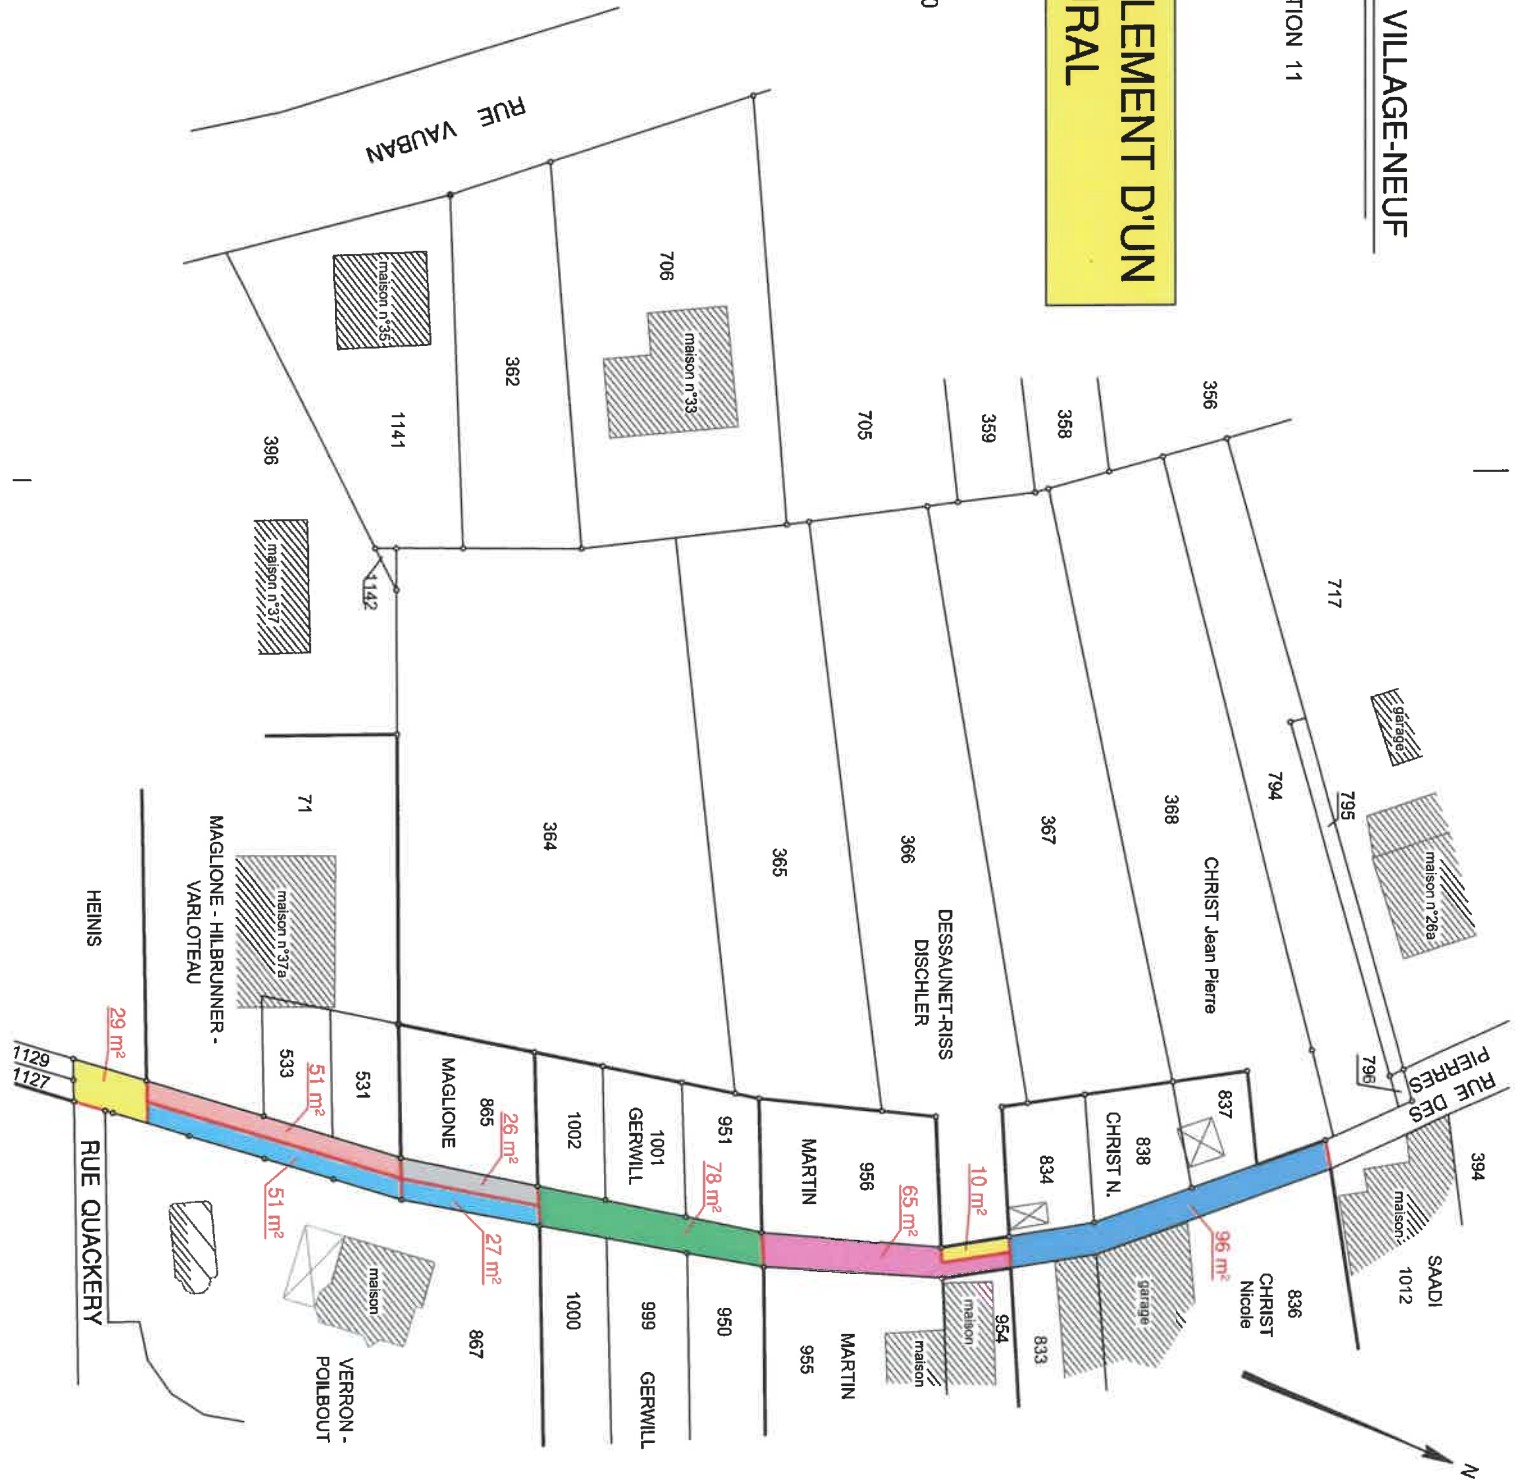 VILLAGE-NEUF
TION 11
LEMENT D'UN
RAL
0
RUE VAUBAN
706
maison n°33
maison n°35
362
1141
396
maison n°37
1142
705
359
358
356
717
garage
795
maison n°26a
794
368
CHRIST Jean Pierre
367
366
DESSAUNET-RISS
DISCHLER
365
364
71
maison n°37a
MAGLIONE - HILBRUNNER -
VARLOTEAU
HEINIS
29 m²
1129
1127
533
51 m²
531
MAGLIONE
865
26 m²
1002
1001
GERWILL
951
78 m²
MARTIN
956
65 m²
10 m²
834
CHRIST N.
838
837
796
RUE DES
PIERRES
394
maison
SAADI
1012
96 m²
836
CHRIST
Nicole
garage
833
954
maison
maison
MARTIN
955
950
999
GERWILL
1000
27 m²
51 m²
867
maison
VERRON -
POILBOUT
RUE QUACKERY
N